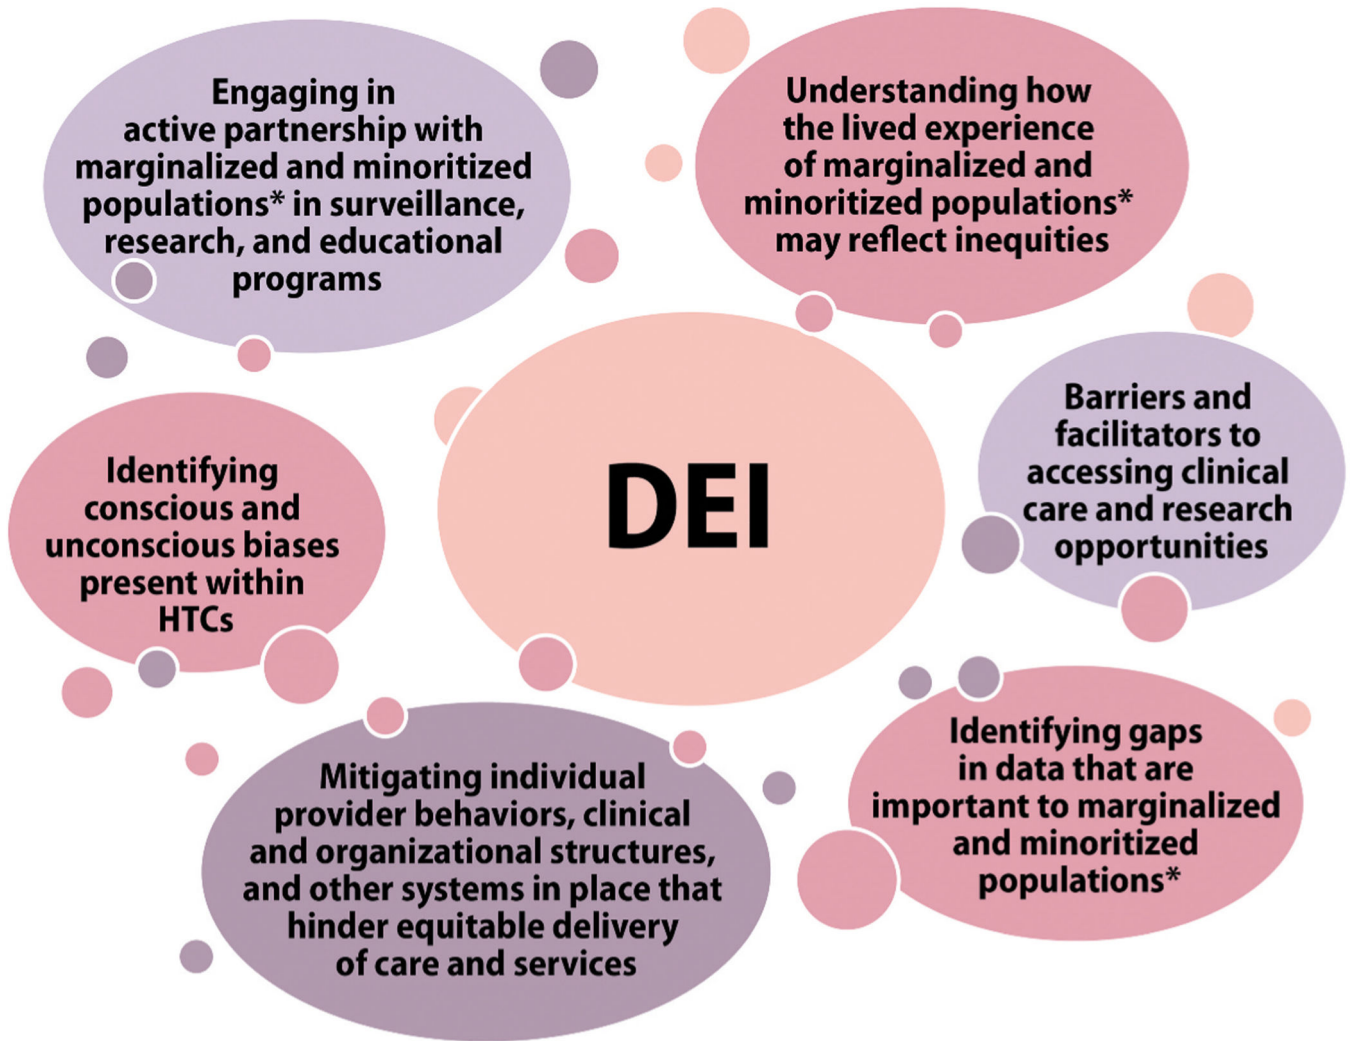 Engaging in
active partnership with
marginalized and minoritized
populations* in surveillance,
research, and educational
programs
Understanding how
the lived experience
of marginalized and
minoritized populations*
may reflect inequities
Barriers and
facilitators to
accessing clinical
care and research
opportunities
DEI
Identifying
conscious and
unconscious biases
present within
HTCs
Mitigating individual
provider behaviors, clinical
and organizational structures,
and other systems in place that
hinder equitable delivery
of care and services
Identifying gaps
in data that are
important to marginalized
and minoritized
populations*